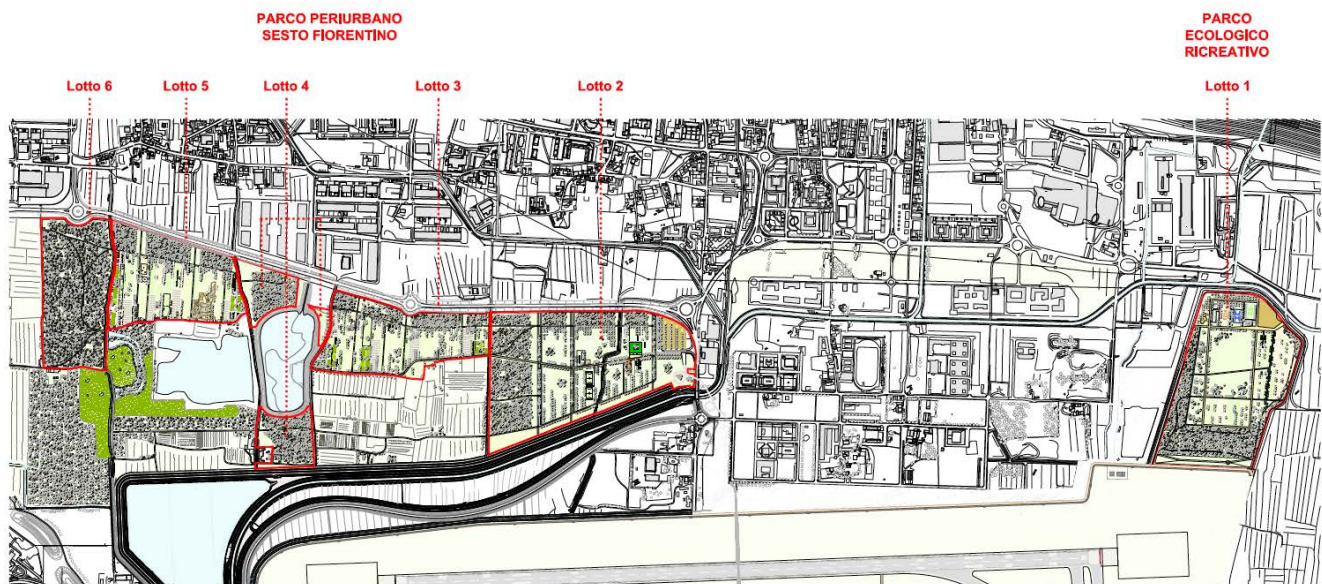 PARCO PERIURBANO
SESTO FIORENTINO
PARCO
ECOLOGICO
RICREATIVO
Lotto 6
Lotto 5
Lotto 4
Lotto 3
Lotto 2
Lotto 1